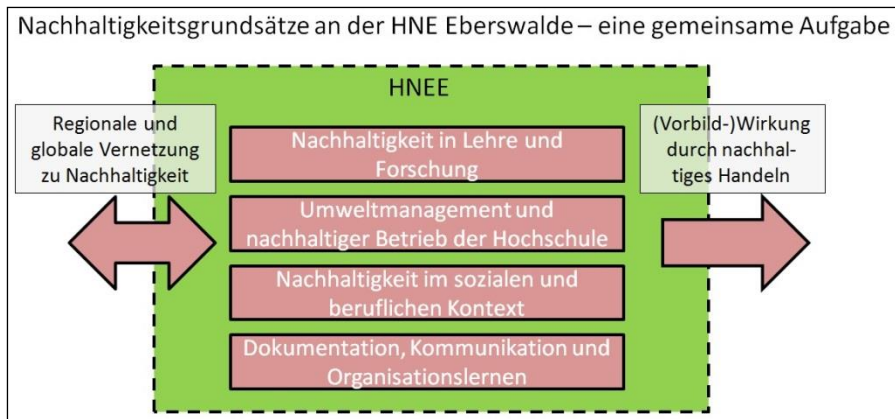 Nachhaltigkeitsgrundsätze an der HNE Eberswalde – eine gemeinsame Aufgabe
HNEE
Regionale und
globale Vernetzung
zu Nachhaltigkeit
Nachhaltigkeit in Lehre und
Forschung
Umweltmanagement und
nachhaltiger Betrieb der Hochschule
Nachhaltigkeit im sozialen und
beruflichen Kontext
Dokumentation, Kommunikation und
Organisationslernen
(Vorbild-)Wirkung
durch nachhal-
tiges Handeln